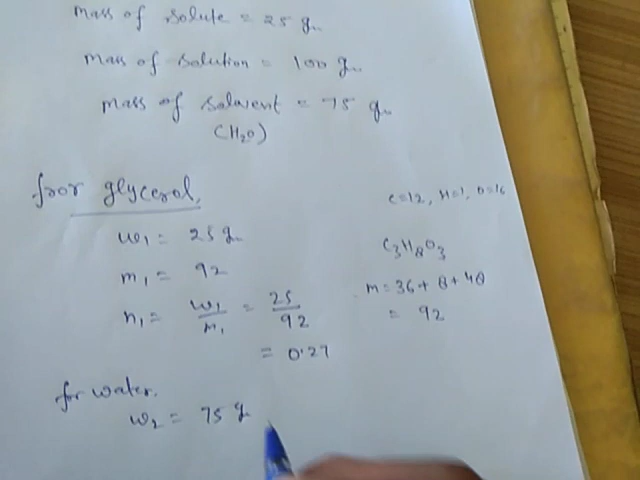 mass of solute = 25 g
mass of solution = 100 g
mass of solvent = 75 g
(H₂O)
for glycerol,
w₁ = 25 g
m₁ = 92
n₁ = w₁/m₁ = 25/92
= 0.27
C=12, H=1, O=16
C₃H₈O₃
m = 36 + 8 + 48
= 92
for water.
w₂ = 75 g